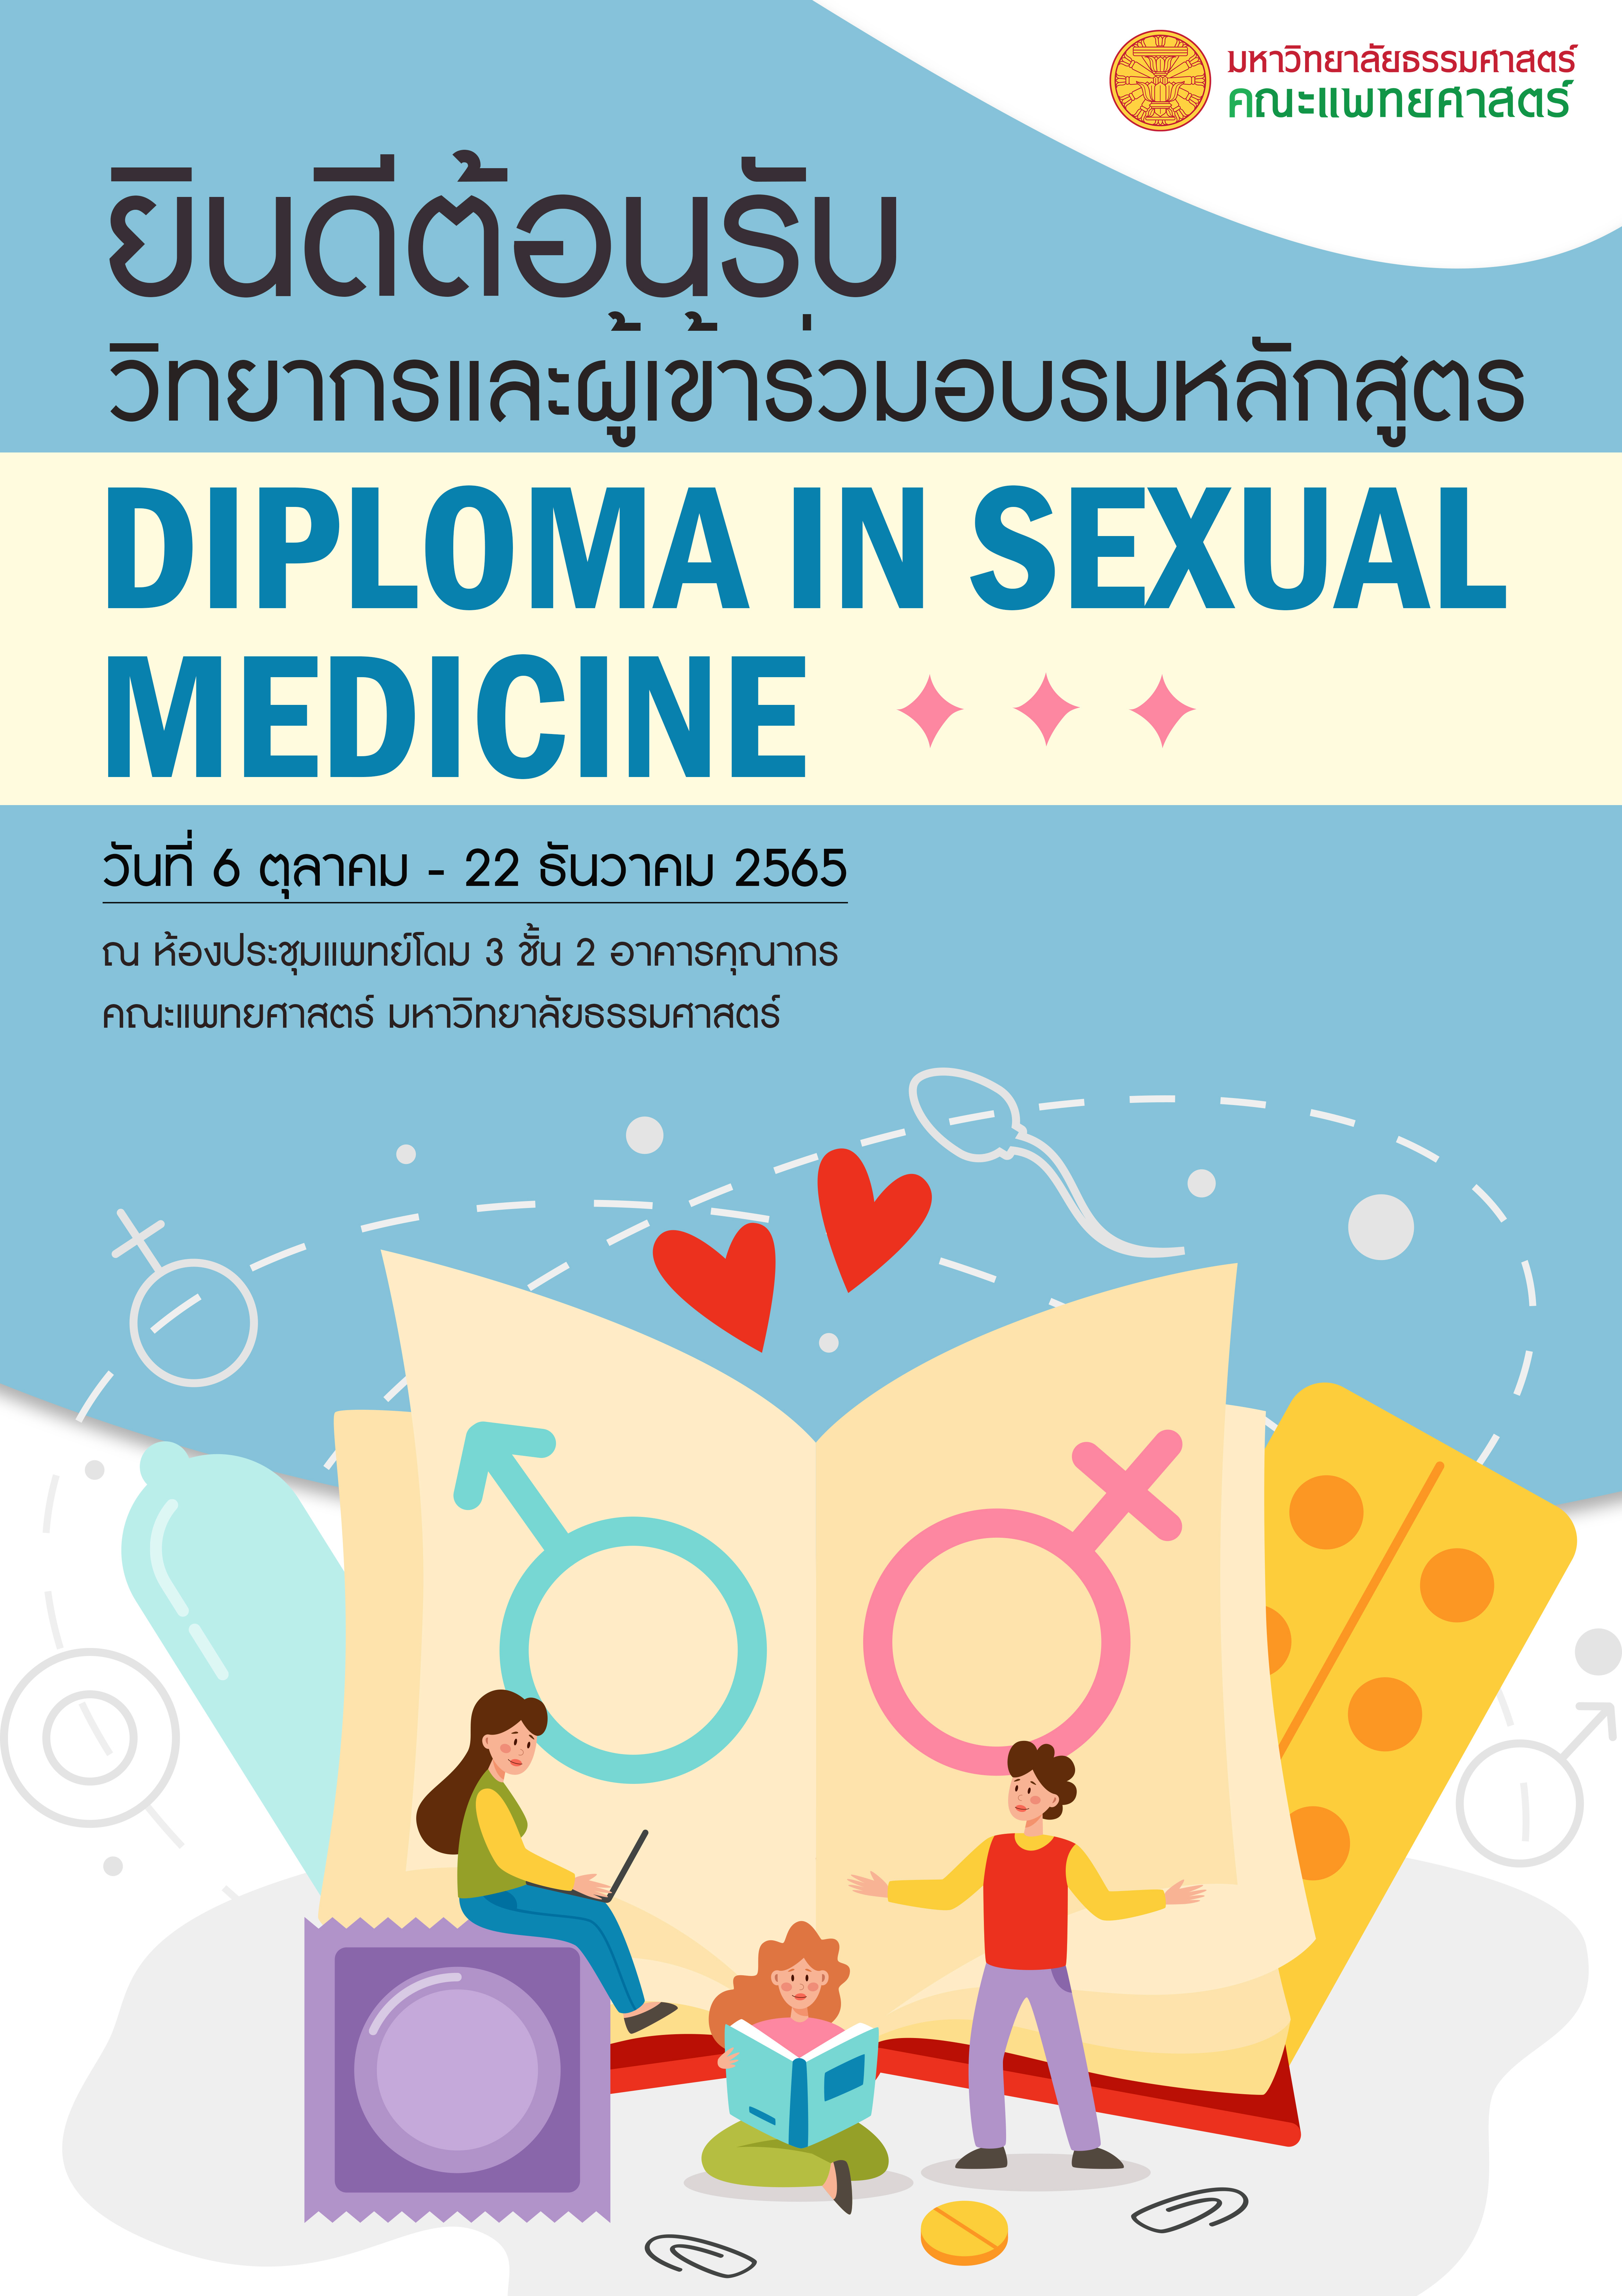 มหาวิทยาลัยธรรมศาสตร์
คณะแพทยศาสตร์
ยินดีต้อนรับ
วิทยากรและผู้เข้าร่วมอบรมหลักสูตร
DIPLOMA IN SEXUAL
MEDICINE
วันที่ 6 ตุลาคม - 22 ธันวาคม 2565
ณ ห้องประชุมแพทย์โดม 3 ชั้น 2 อาคารคุณากร
คณะแพทยศาสตร์ มหาวิทยาลัยธรรมศาสตร์